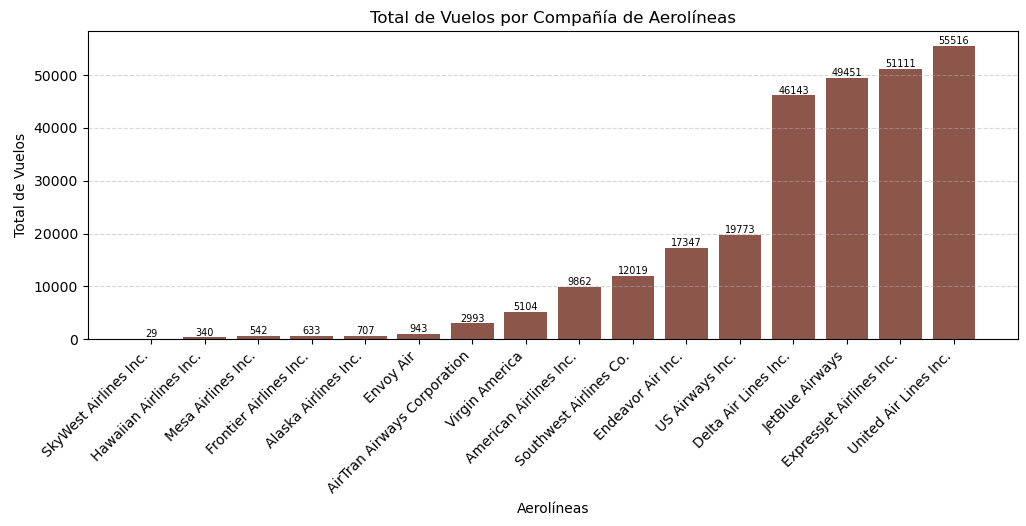 Total de Vuelos por Compañía de Aerolíneas
Total de Vuelos
50000
40000
30000
20000
10000
0
29
340
542
633
707
943
2993
5104
9862
12019
17347
19773
46143
49451
51111
55516
SkyWest Airlines Inc.
Hawaiian Airlines Inc.
Mesa Airlines Inc.
Frontier Airlines Inc.
Alaska Airlines Inc.
Envoy Air
AirTran Airways Corporation
Virgin America
American Airlines Inc.
Southwest Airlines Co.
Endeavor Air Inc.
US Airways Inc.
Delta Air Lines Inc.
JetBlue Airways
ExpressJet Airlines Inc.
United Air Lines Inc.
Aerolíneas